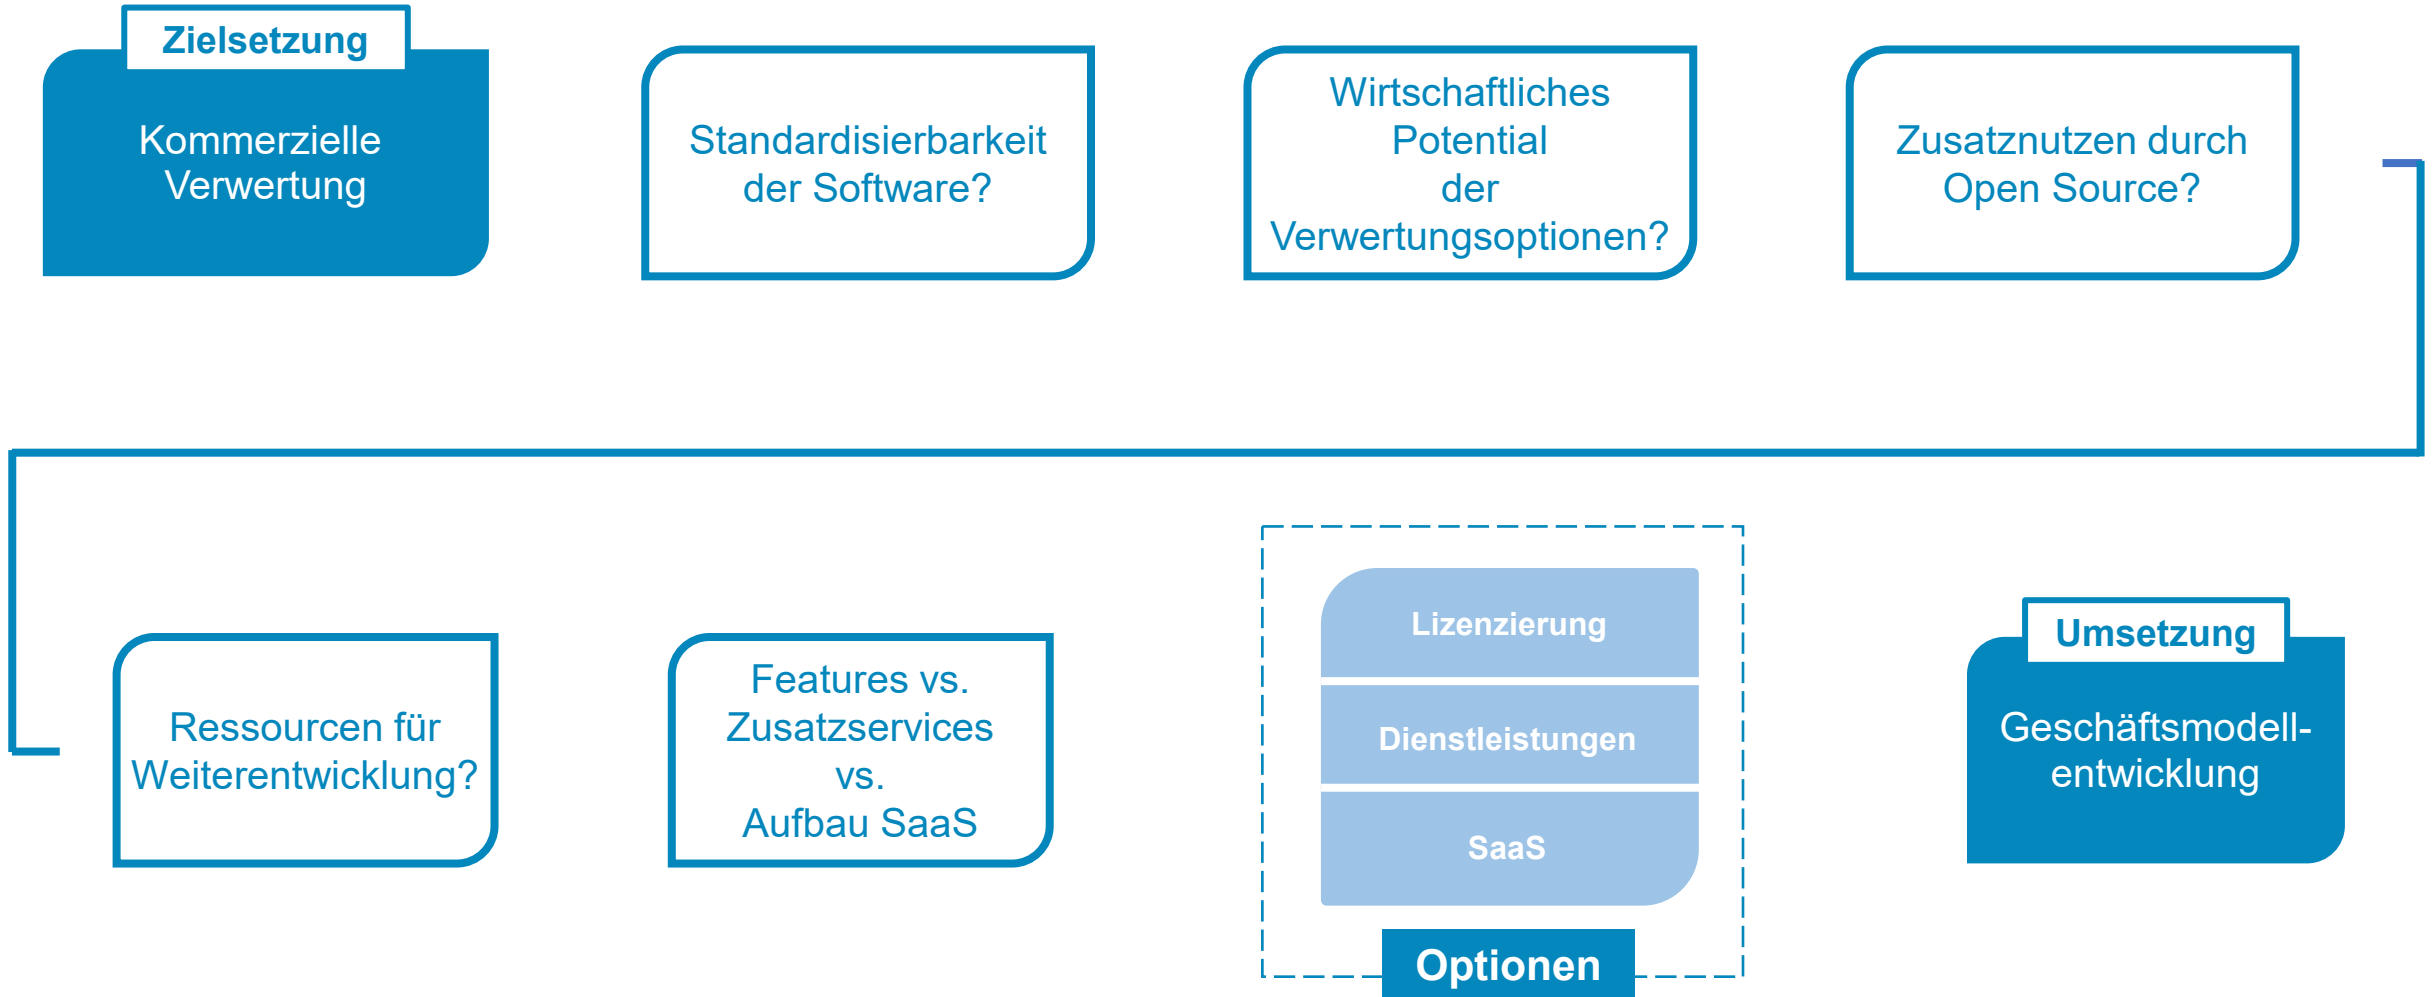 Zielsetzung
Kommerzielle
Verwertung
Standardisierbarkeit
der Software?
Wirtschaftliches
Potential
der
Verwertungsoptionen?
Zusatznutzen durch
Open Source?
Ressourcen für
Weiterentwicklung?
Features vs.
Zusatzservices
vs.
Aufbau SaaS
Lizenzierung
Dienstleistungen
SaaS
Optionen
Umsetzung
Geschäftsmodell-
entwicklung